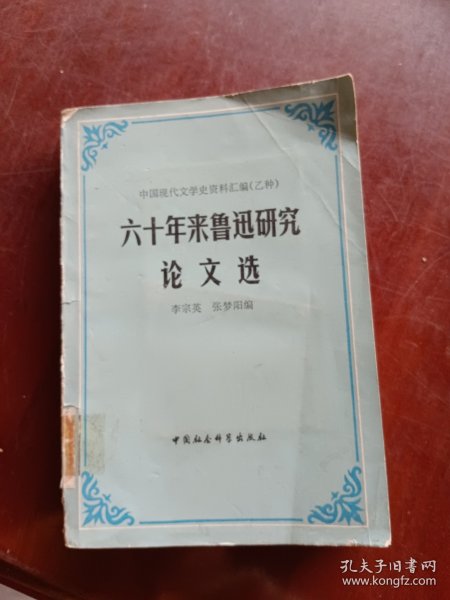 中国现代文学史资料汇编（乙种）
六十年来鲁迅研究
论文选
李宗英 张梦阳编
中国社会科学出版社
孔夫子旧书网
www.kongfz.com